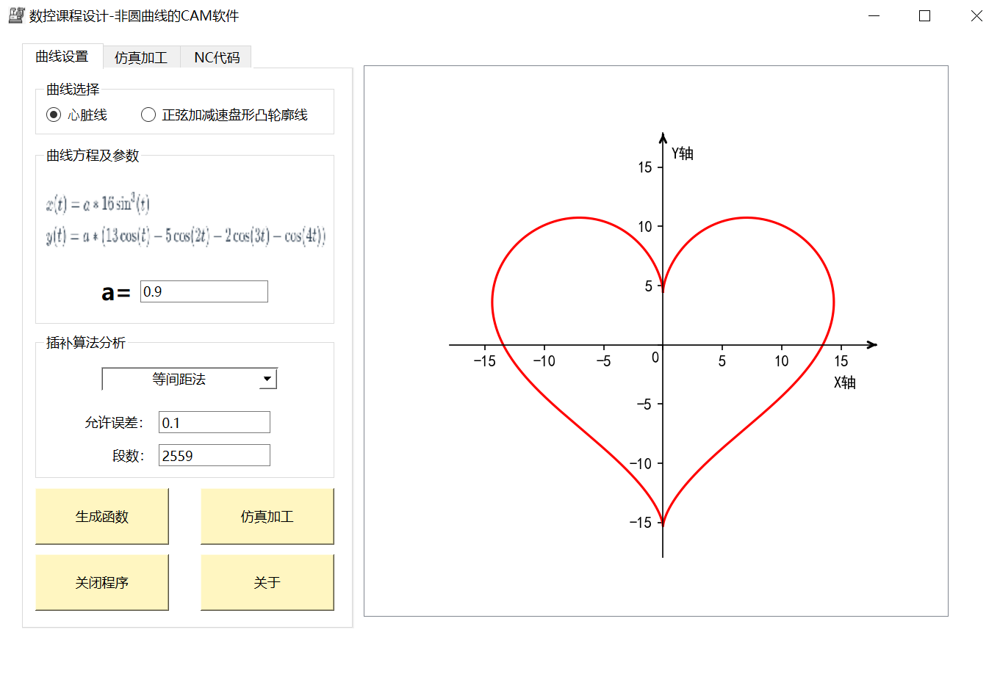 数控课程设计-非圆曲线的CAM软件
曲线设置 仿真加工 NC代码
曲线选择
心脏线 正弦加减速盘形凸轮廓线
曲线方程及参数
x(t) = a * 16 sin³(t)
y(t) = a * (13 cos(t) − 5 cos(2t) − 2 cos(3t) − cos(4t))
a= 0.9
插补算法分析
等间距法
允许误差： 0.1
段数： 2559
生成函数 仿真加工
关闭程序 关于
Y轴
15
10
5
−15 −10 −5 0 5 10 15
X轴
−5
−10
−15